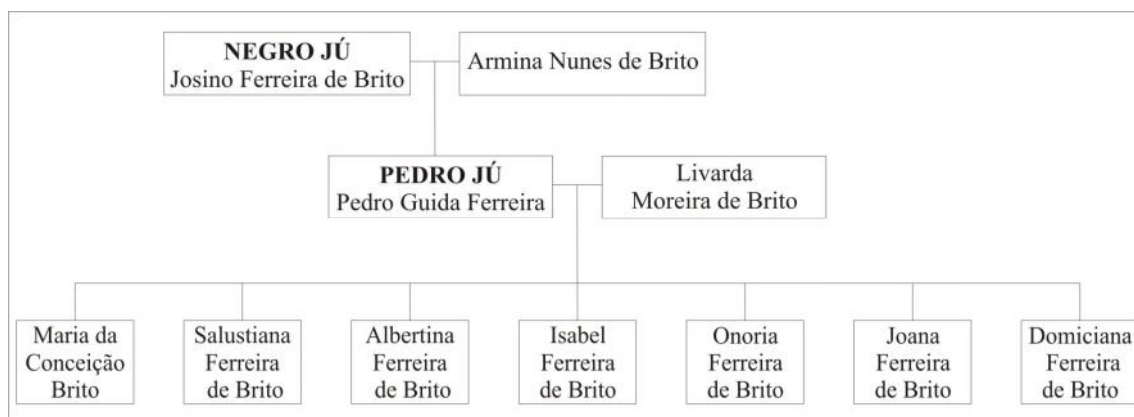 NEGRO JÚ
Josino Ferreira de Brito
Armina Nunes de Brito
PEDRO JÚ
Pedro Guida Ferreira
Livarda
Moreira de Brito
Maria da
Conceição
Brito
Salustiana
Ferreira
de Brito
Albertina
Ferreira
de Brito
Isabel
Ferreira
de Brito
Onoria
Ferreira
de Brito
Joana
Ferreira
de Brito
Domiciana
Ferreira
de Brito